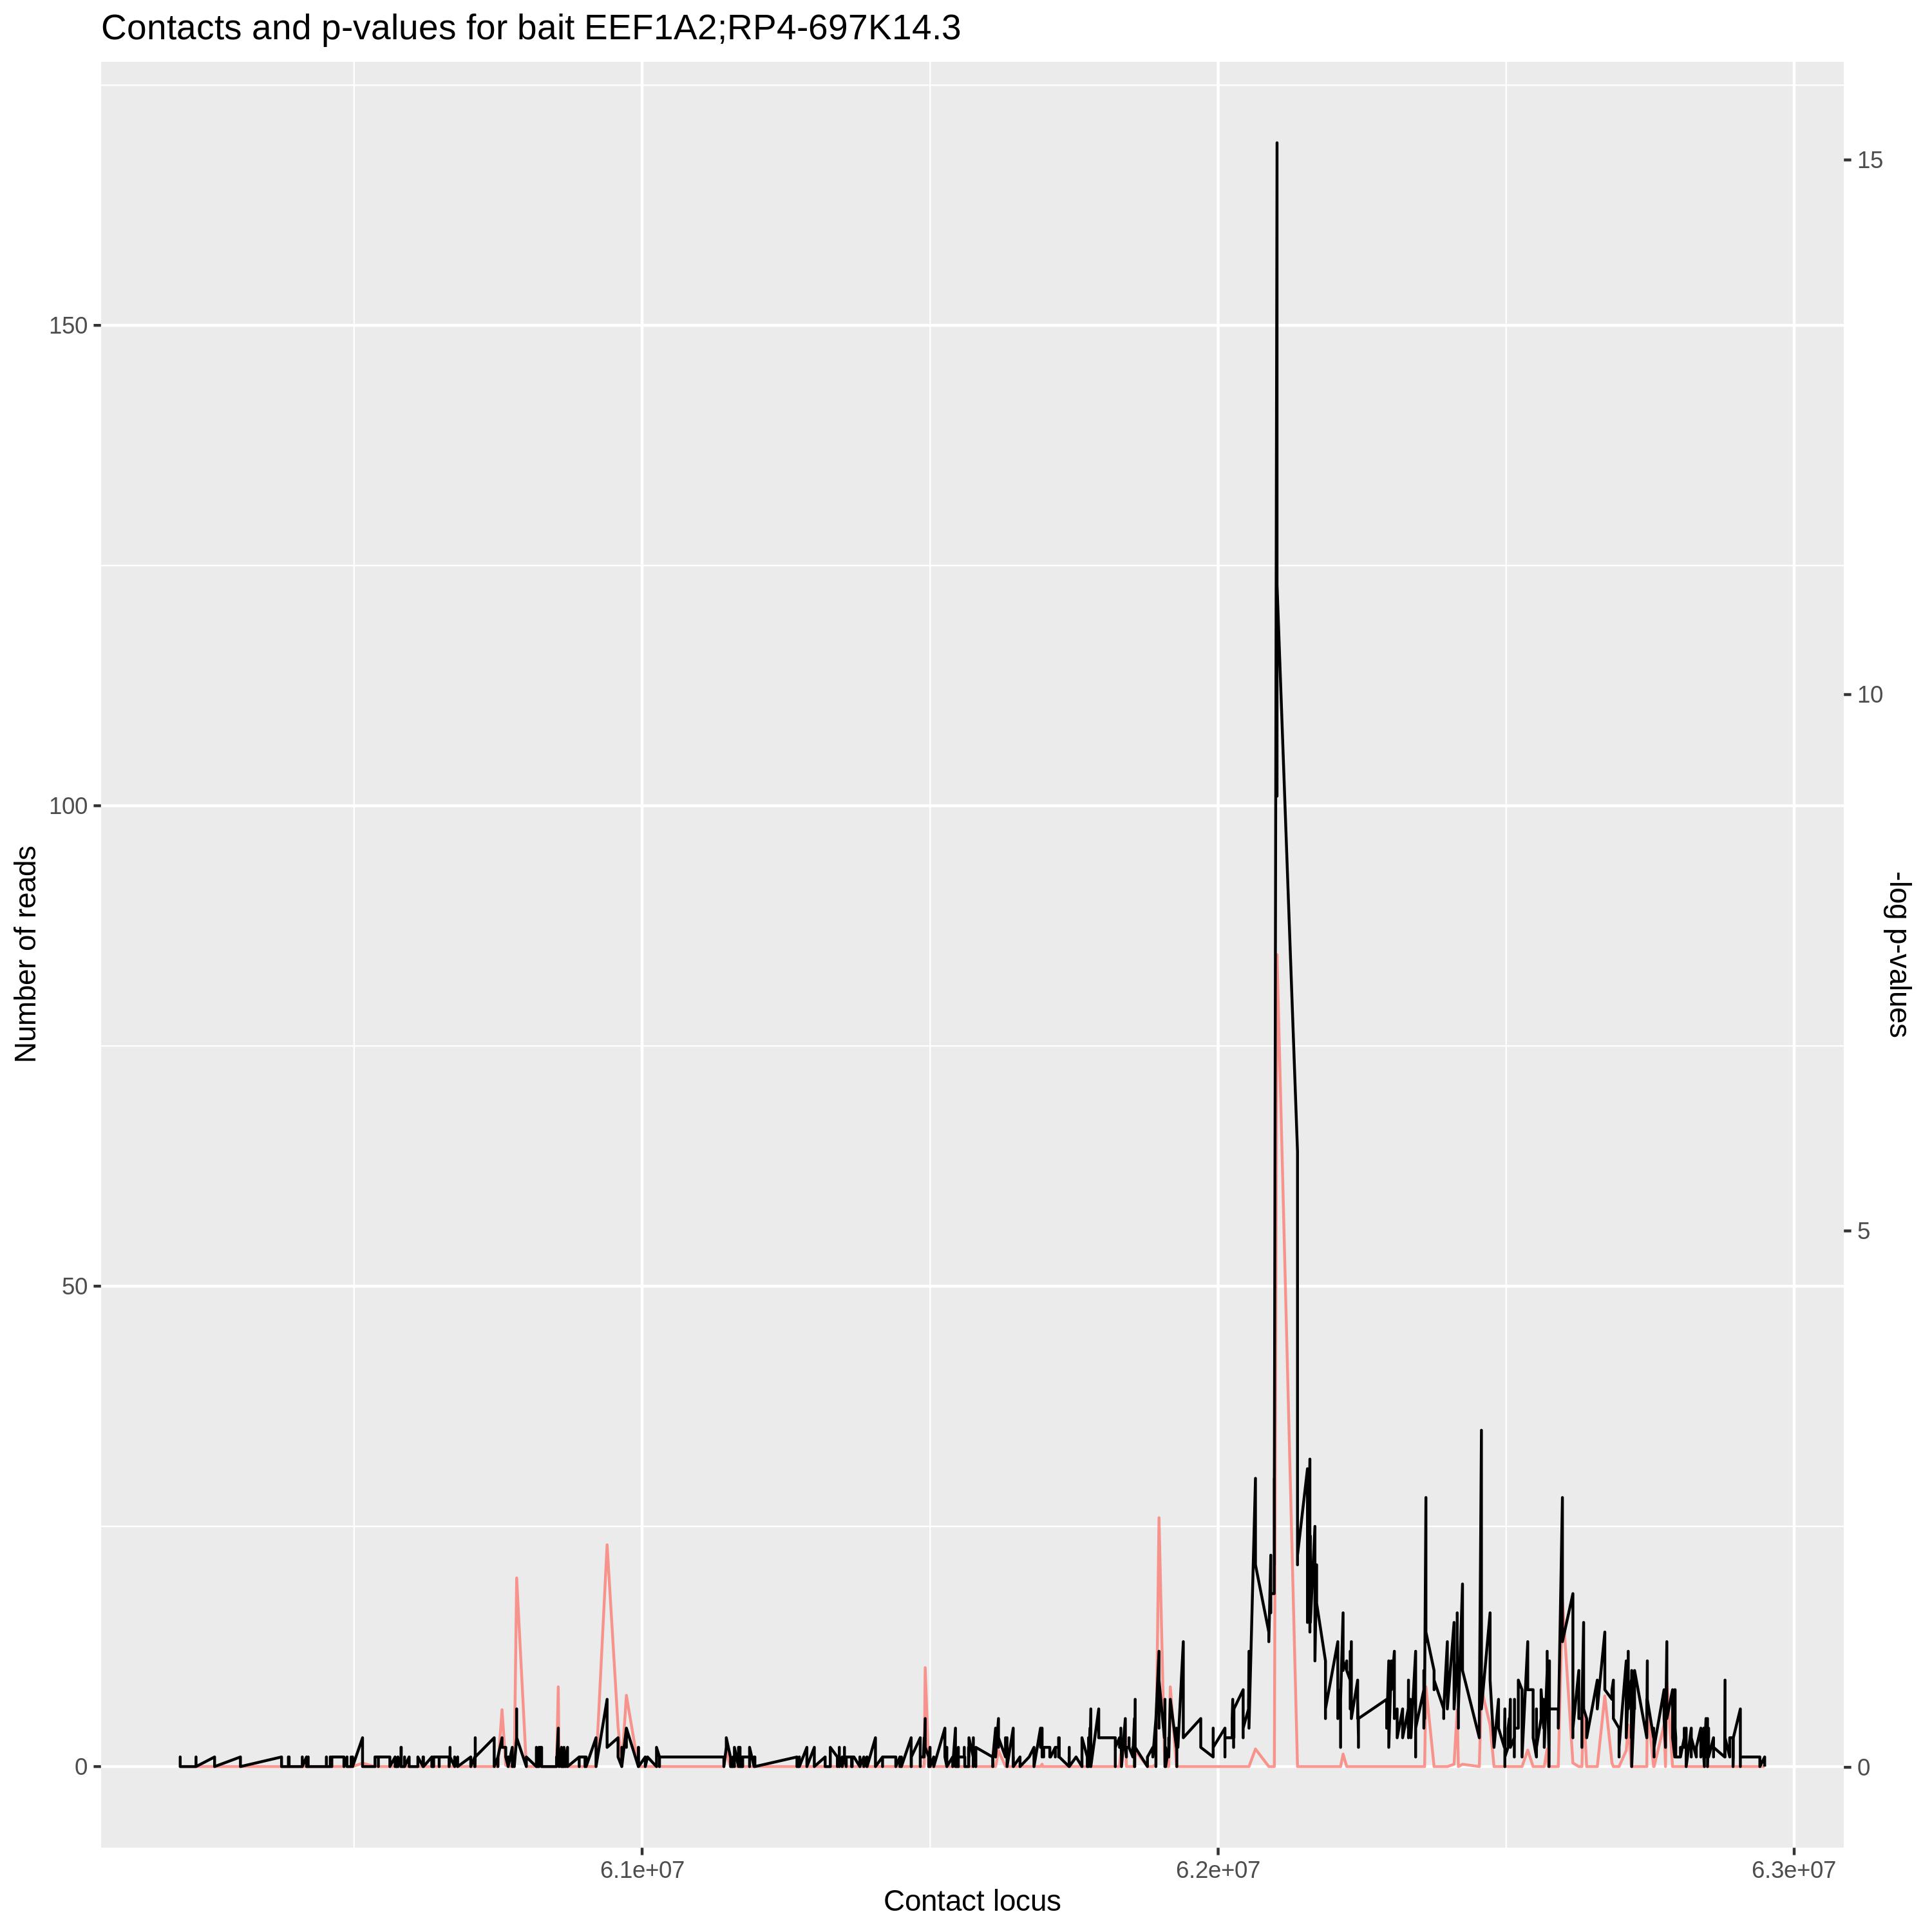 Contacts and p-values for bait EEF1A2;RP4-697K14.3
Number of reads
150
100
50
0
15
10
5
0
-log p-values
6.1e+07
6.2e+07
6.3e+07
Contact locus